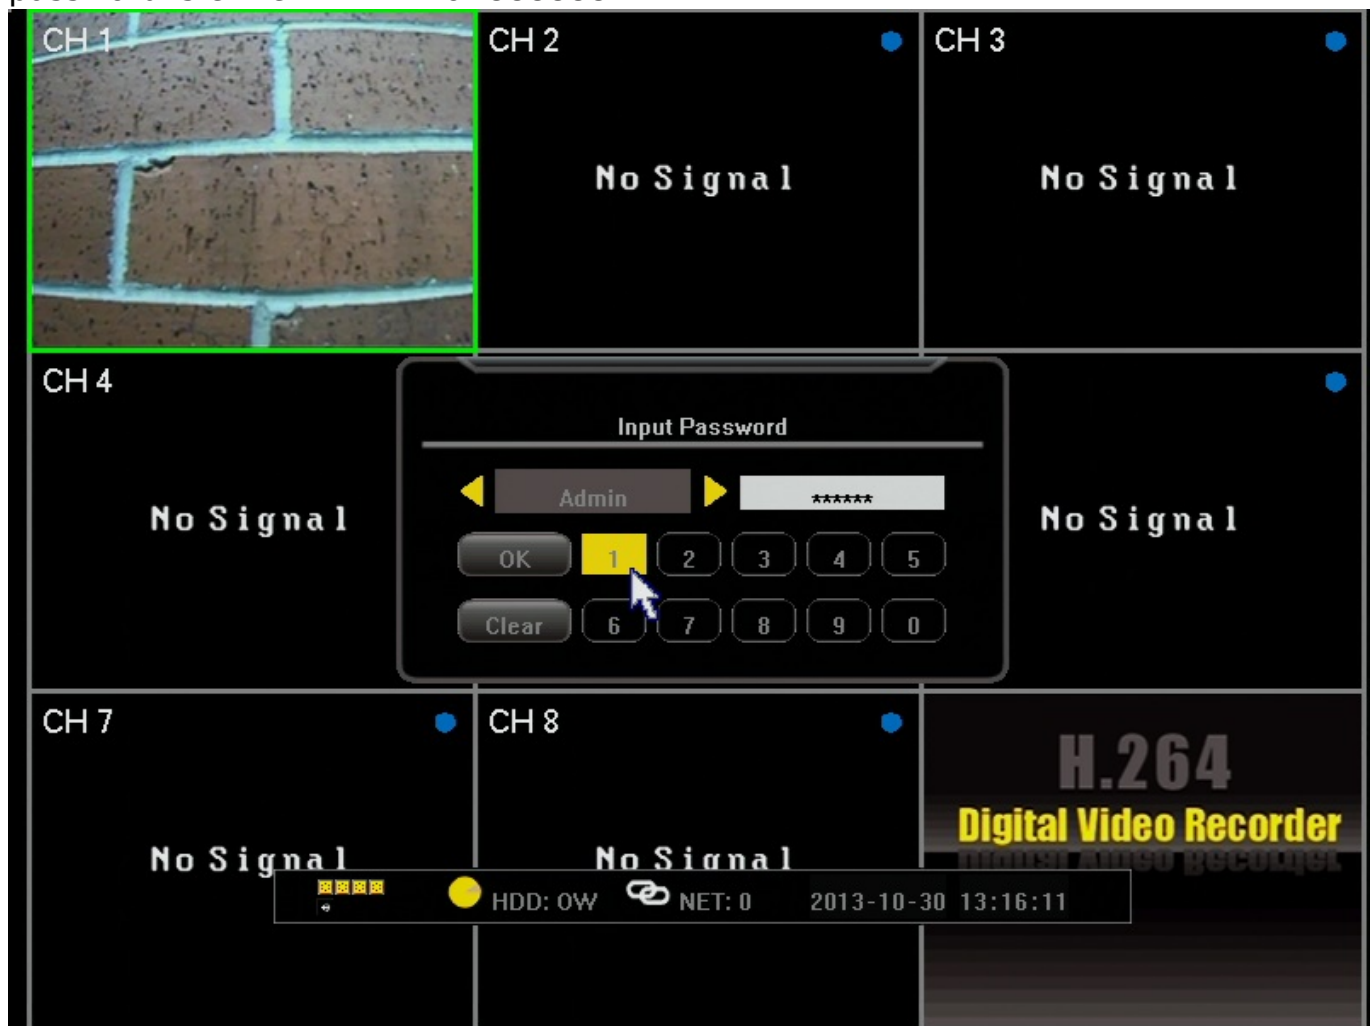 CH 1
CH 2
CH 3
No Signal
No Signal
CH 4
Input Password
Admin
******
No Signal
No Signal
OK 1 2 3 4 5
Clear 6 7 8 9 0
CH 7
CH 8
H.264
Digital Video Recorder
No Signal
No Signal
HDD: OW
NET: 0
2013-10-30 13:16:11